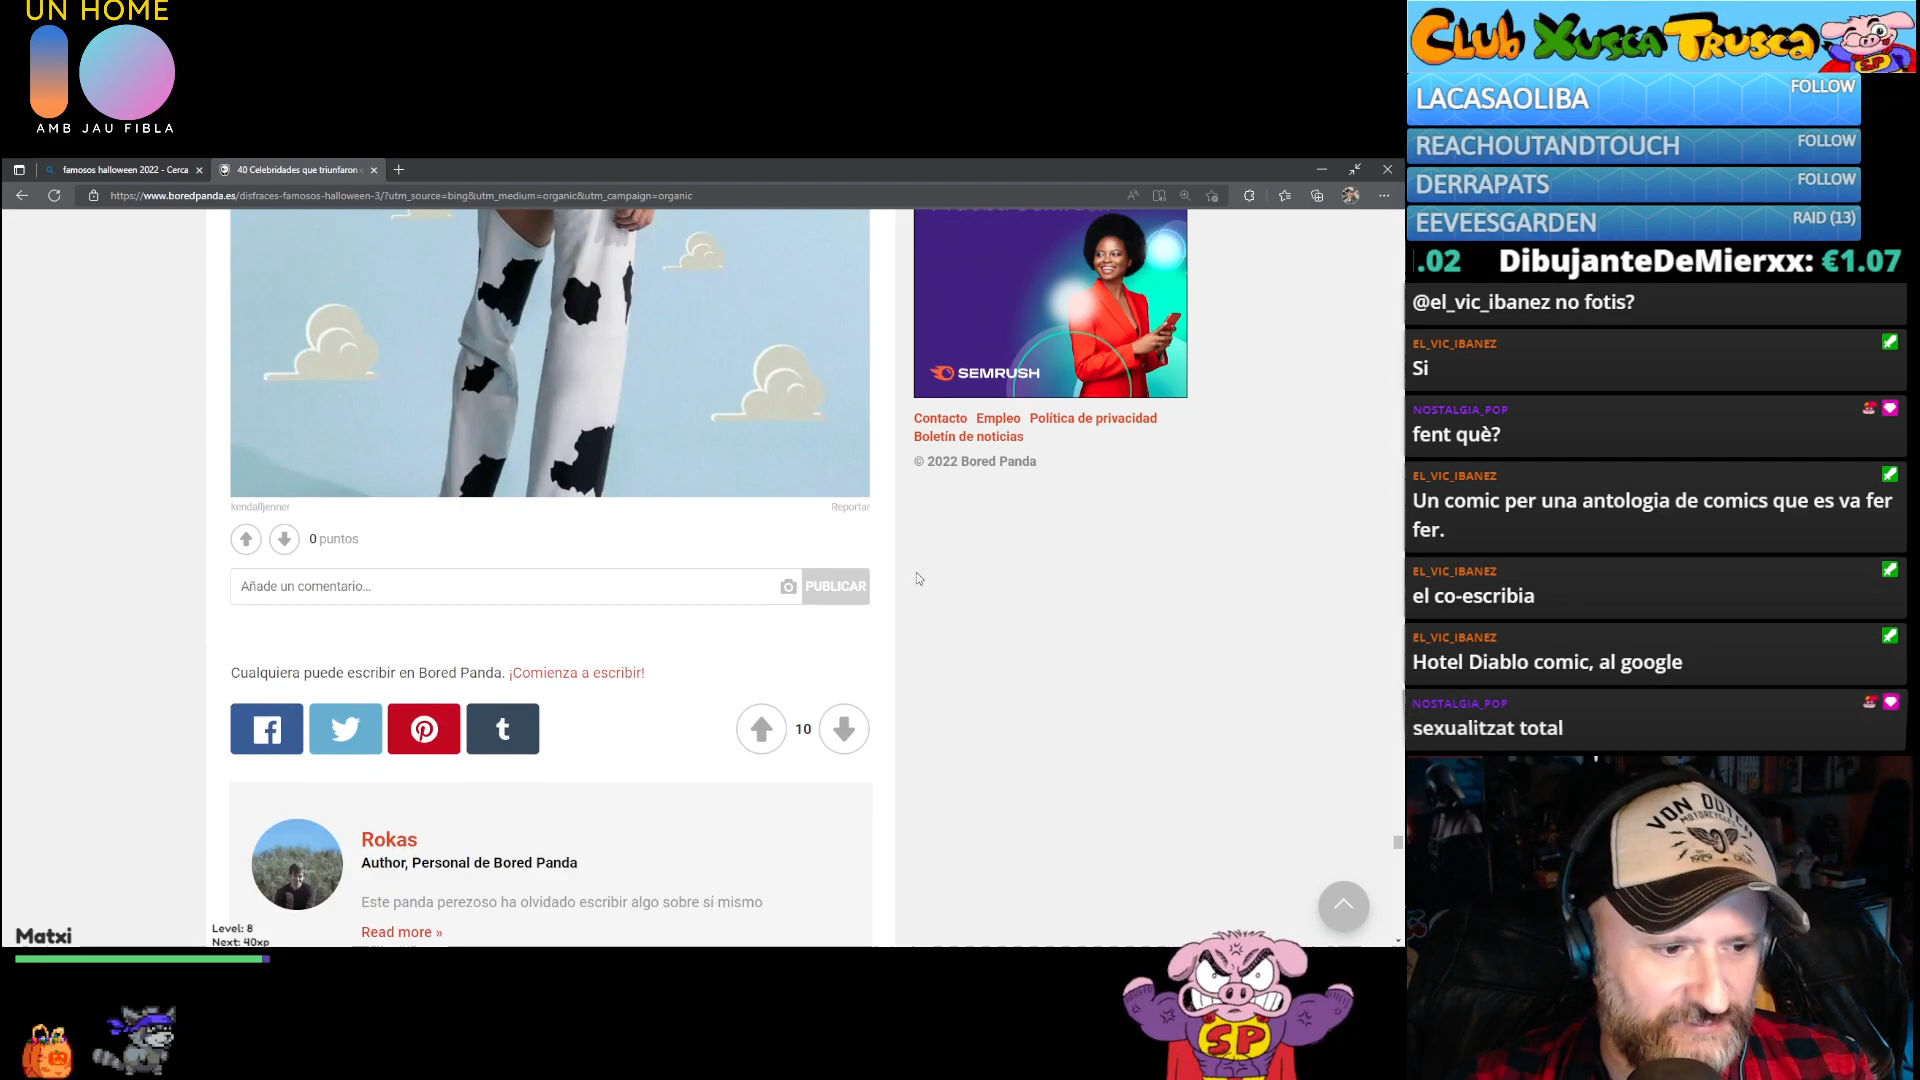 UN HOME
AMB JAU FIBLA
famosos halloween 2022 - Cerca
40 Celebridades que triunfaron
https://www.boredpanda.es/disfraces-famosos-halloween-3/?utm_source=bing&utm_medium=organic&utm_campaign=organic
kendalljenner
Reportar
0 puntos
Añade un comentario...
PUBLICAR
Cualquiera puede escribir en Bored Panda. ¡Comienza a escribir!
t
10
Rokas
Author, Personal de Bored Panda
Este panda perezoso ha olvidado escribir algo sobre sí mismo
Read more »
SEMRUSH
Contacto Empleo Política de privacidad
Boletín de noticias
© 2022 Bored Panda
Matxi
Level: 8
Next: 40xp
SP
Club Xusca Trusca
SP
LACASAOLIBA FOLLOW
REACHOUTANDTOUCH FOLLOW
DERRAPATS FOLLOW
EEVEESGARDEN RAID (13)
.02 DibujanteDeMierxx: €1.07
@el_vic_ibanez no fotis?
EL_VIC_IBANEZ
Si
NOSTALGIA_POP
fent què?
EL_VIC_IBANEZ
Un comic per una antologia de comics que es va fer
fer.
EL_VIC_IBANEZ
el co-escribia
EL_VIC_IBANEZ
Hotel Diablo comic, al google
NOSTALGIA_POP
sexualitzat total
VON DUTCH
MOTORCYCLES
1929